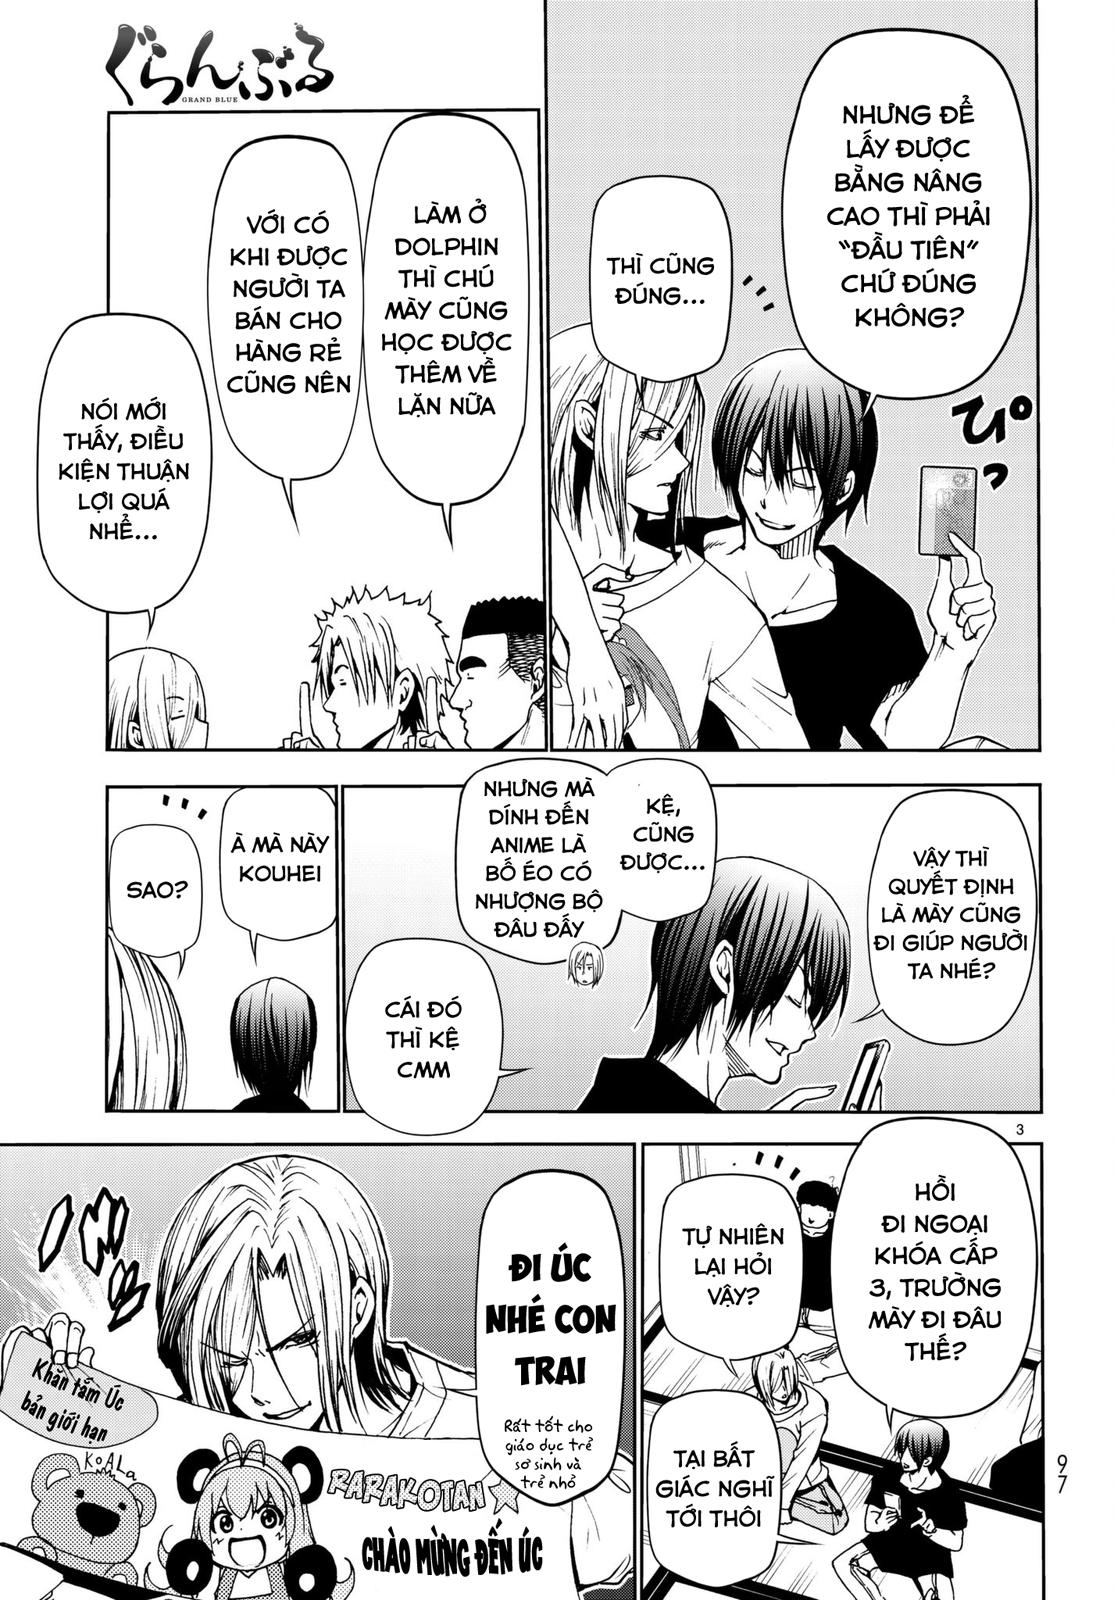 ぐらんぶる
GRAND BLUE
NHƯNG ĐỂ
LẤY ĐƯỢC
BẰNG NÂNG
CAO THÌ PHẢI
“ĐẦU TIÊN”
CHỨ ĐÚNG
KHÔNG?
THÌ CŨNG
ĐÚNG...
ぴっ
LÀM Ở
DOLPHIN
THÌ CHÚ
MÀY CŨNG
HỌC ĐƯỢC
THÊM VỀ
LẶN NỮA
VỚI CÓ
KHI ĐƯỢC
NGƯỜI TA
BÁN CHO
HÀNG RẺ
CŨNG NÊN
NÓI MỚI
THẤY, ĐIỀU
KIỆN THUẬN
LỢI QUÁ
NHỂ...
VẬY THÌ
QUYẾT ĐỊNH
LÀ MÀY CŨNG
ĐI GIÚP NGƯỜI
TA NHÉ?
KỆ,
CŨNG
ĐƯỢC...
NHƯNG MÀ
DÍNH ĐẾN
ANIME LÀ
BỐ ÉO CÓ
NHƯỢNG BỘ
ĐÂU ĐẤY
CÁI ĐÓ
THÌ KỆ
CMM
À MÀ NÀY
KOUHEI
SAO?
3
HỒI
ĐI NGOẠI
KHÓA CẤP
3, TRƯỜNG
MÀY ĐI ĐÂU
THẾ?
TỰ NHIÊN
LẠI HỎI
VẬY?
TẠI BẤT
GIÁC NGHĨ
TỚI THÔI
ĐI ÚC
NHÉ CON
TRAI
Rất tốt cho
giáo dục trẻ
sơ sinh và
trẻ nhỏ
Khăn tắm Úc
bản giới hạn
KOALa
RARAKOTAN
CHÀO MỪNG ĐẾN ÚC
97